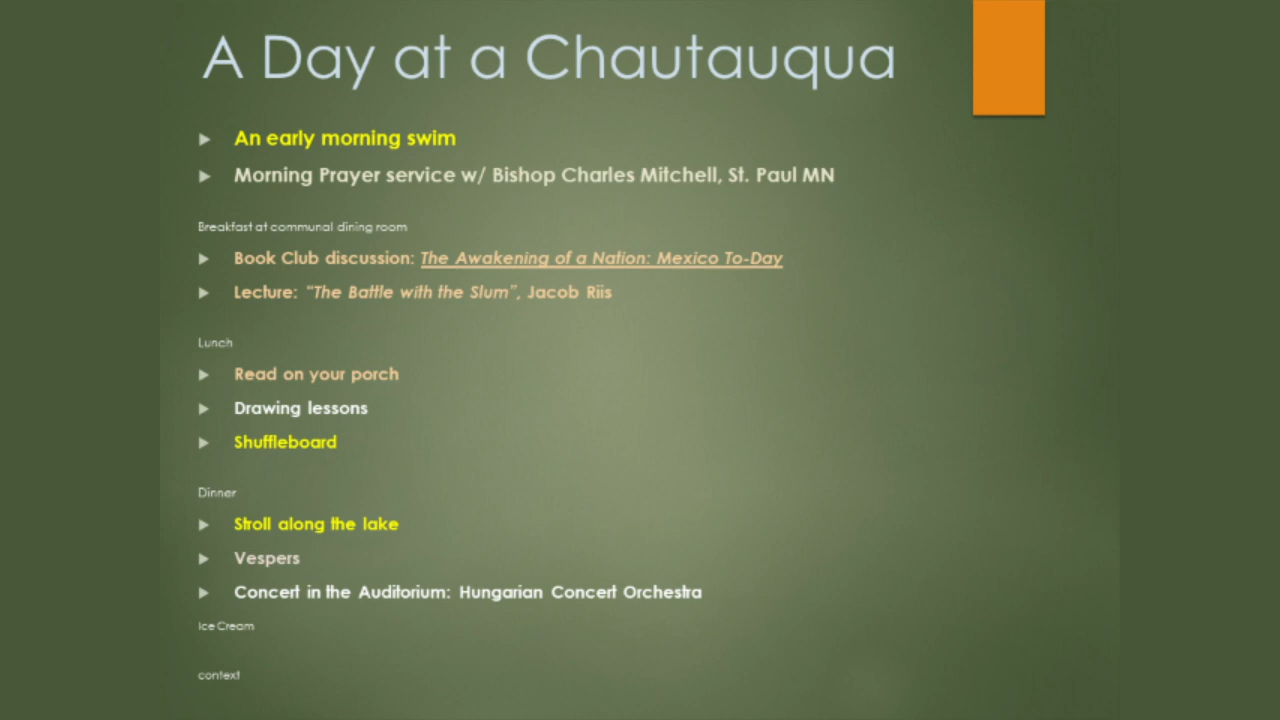 A Day at a Chautauqua
An early morning swim
Morning Prayer service w/ Bishop Charles Mitchell, St. Paul MN
Breakfast at communal dining room
Book Club discussion: The Awakening of a Nation: Mexico To-Day
Lecture: "The Battle with the Slum", Jacob Riis
Lunch
Read on your porch
Drawing lessons
Shuffleboard
Dinner
Stroll along the lake
Vespers
Concert in the Auditorium: Hungarian Concert Orchestra
Ice Cream
context